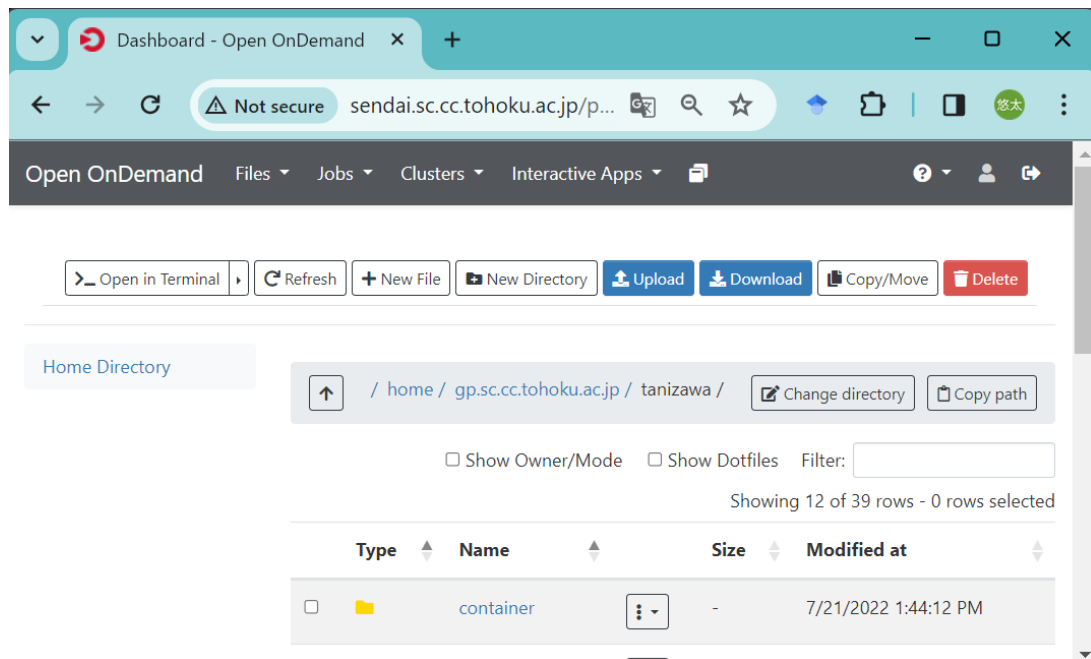 Dashboard - Open OnDemand
Not secure sendai.sc.cc.tohoku.ac.jp/p... 悠太
Open OnDemand Files Jobs Clusters Interactive Apps
>_ Open in Terminal Refresh New File New Directory Upload Download Copy/Move Delete
Home Directory
/ home / gp.sc.cc.tohoku.ac.jp / tanizawa / Change directory Copy path
Show Owner/Mode Show Dotfiles Filter:
Showing 12 of 39 rows - 0 rows selected
Type Name Size Modified at
container - 7/21/2022 1:44:12 PM